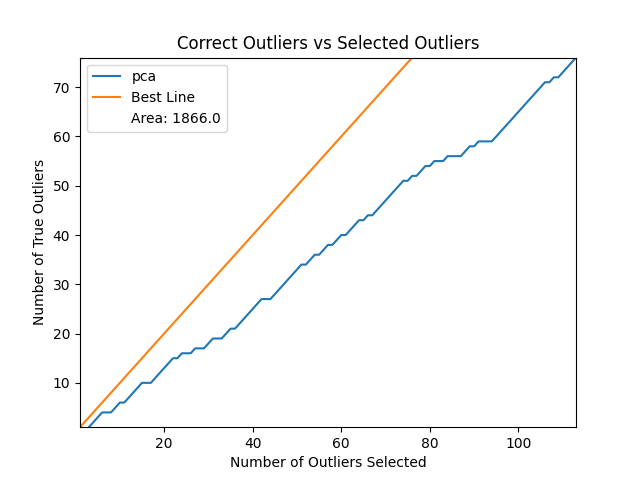 Correct Outliers vs Selected Outliers
pca
Best Line
Area: 1866.0
Number of True Outliers
70
60
50
40
30
20
10
20 40 60 80 100
Number of Outliers Selected